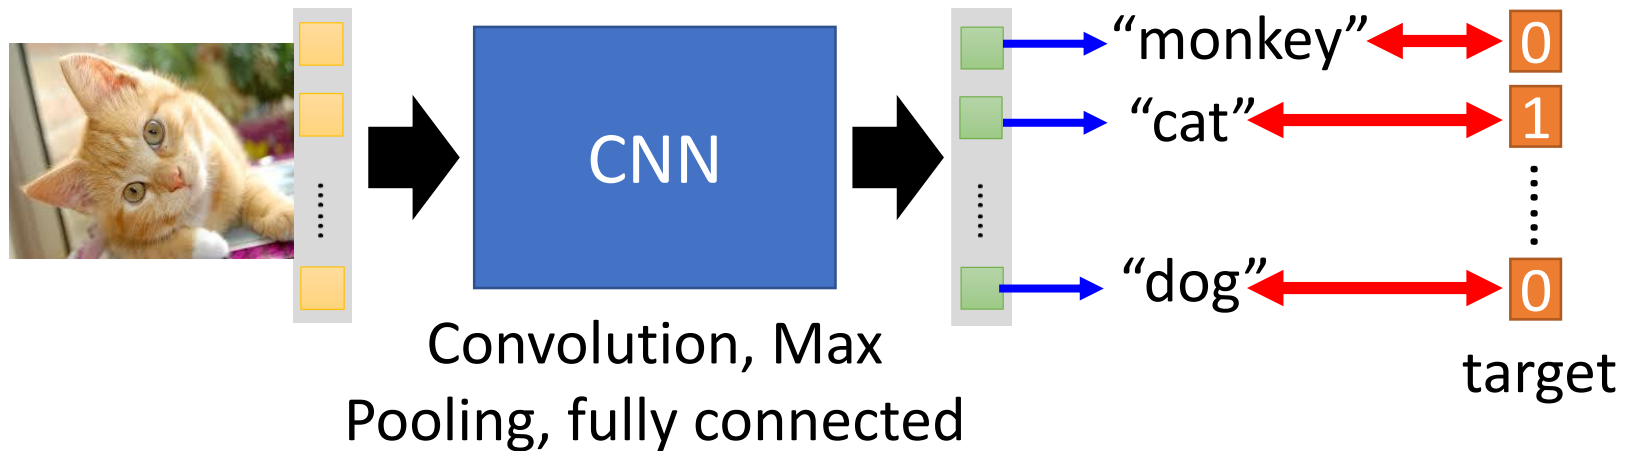 “monkey” 0
“cat” 1
CNN
“dog” 0
Convolution, Max
Pooling, fully connected
target